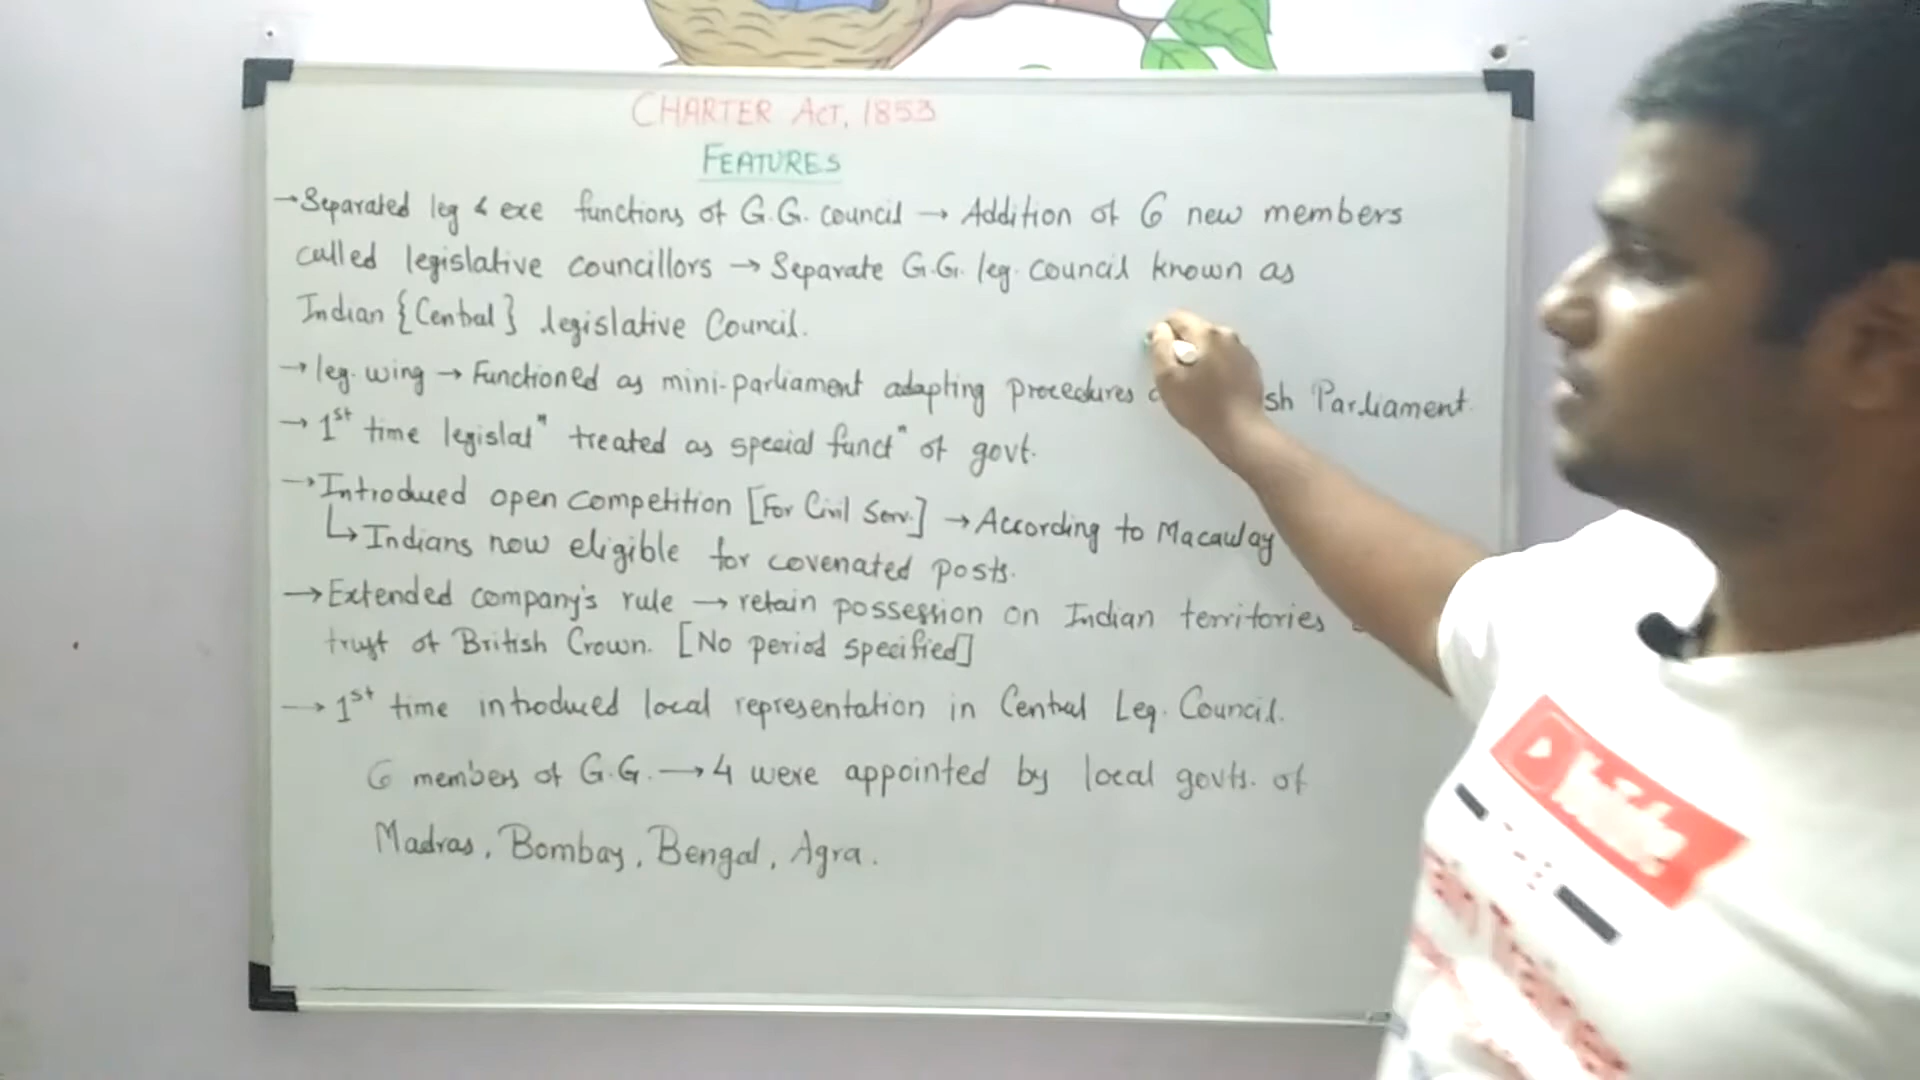 CHARTER ACT, 1853
FEATURES
→ Separated leg & exe functions of G.G. council → Addition of 6 new members
called legislative councillors → Separate G.G. leg. council known as
Indian {Central} legislative Council.
→ leg. wing → Functioned as mini-parliament adapting procedures sh Parliament.
→ 1st time legislatⁿ treated as special functⁿ of govt.
→ Introduced open competition [For Civil Serv.] → According to Macaulay
↳ Indians now eligible for covenated posts.
→ Extended company's rule → retain possession on Indian territories
trust of British Crown. [No period specified]
→ 1st time introduced local representation in Central Leg. Council.
6 members of G.G. → 4 were appointed by local govts. of
Madras, Bombay, Bengal, Agra.